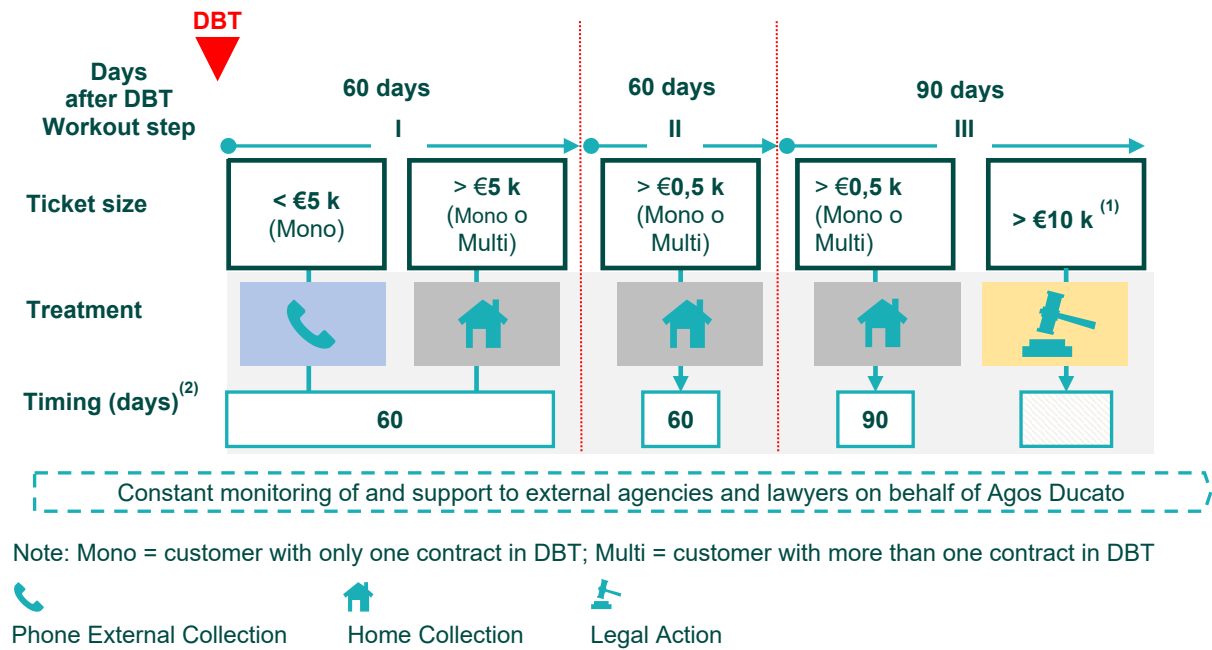 DBT
Days
after DBT
Workout step
60 days
60 days
90 days
I
II
III
Ticket size
< €5 k
(Mono)
> €5 k
(Mono o
Multi)
> €0,5 k
(Mono o
Multi)
> €0,5 k
(Mono o
Multi)
> €10 k (1)
Treatment
Timing (days)(2)
60
60
90
Constant monitoring of and support to external agencies and lawyers on behalf of Agos Ducato
Note: Mono = customer with only one contract in DBT; Multi = customer with more than one contract in DBT
Phone External Collection
Home Collection
Legal Action